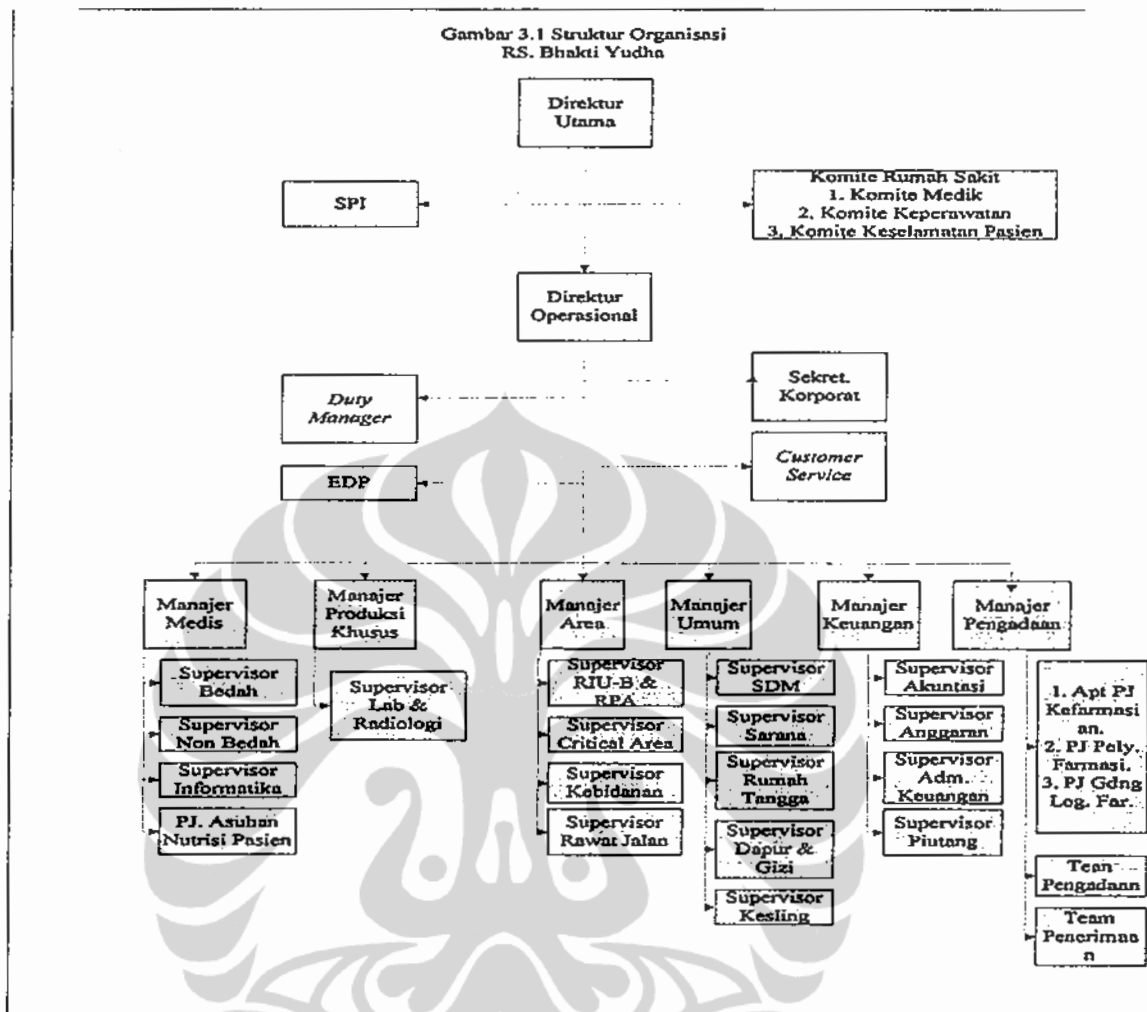 Gambar 3.1 Struktur Organisasi
RS. Bhakti Yudha
Direktur
Utama
SPI
Komite Rumah Sakit
1. Komite Medik
2. Komite Keperawatan
3. Komite Keselamatan Pasien
Direktur
Operasional
Duty
Manager
Sekret.
Korporat
EDP
Customer
Service
Manajer
Medis
Manajer
Produksi
Khusus
Manajer
Area
Manajer
Umum
Manajer
Keuangan
Manajer
Pengadaan
Supervisor
Bedah
Supervisor
Non Bedah
Supervisor
Informatika
PJ. Asuhan
Nutrisi Pasien
Supervisor
Lab &
Radiologi
Supervisor
RIU-B &
RPA
Supervisor
Critical Area
Supervisor
Kebidanan
Supervisor
Rawat Jalan
Supervisor
SDM
Supervisor
Sarana
Supervisor
Rumah
Tangga
Supervisor
Dapur &
Gizi
Supervisor
Kesling
Supervisor
Akuntasi
Supervisor
Anggaran
Supervisor
Adm.
Keuangan
Supervisor
Piutang
1. Apt PJ
Kefarmasi
an.
2. PJ Pely.
Farmasi.
3. PJ Gdng
Log. Far.
Team
Pengadaan
Team
Penerimaa
n